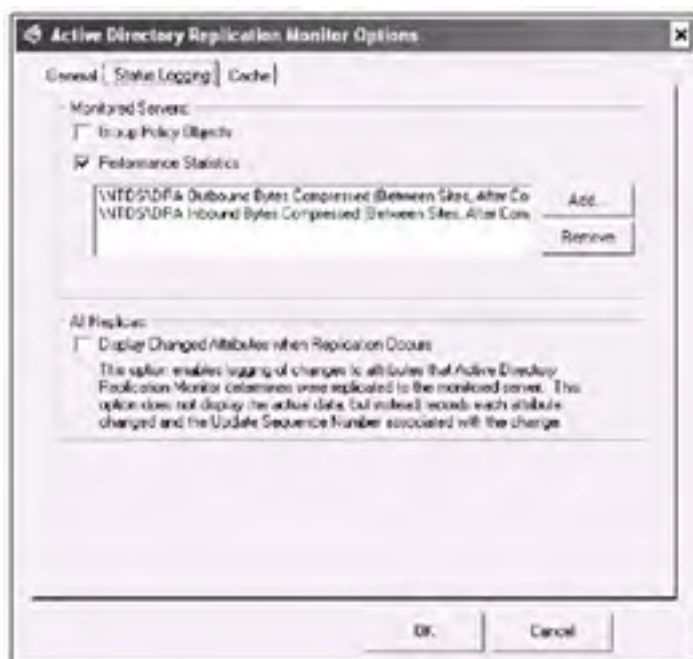 Active Directory Replication Monitor Options
General Status Logging Cache
Monitored Servers:
Group Policy Objects
Performance Statistics
\NTDS\DRA Outbound Bytes Compressed (Between Sites, After Co
\NTDS\DRA Inbound Bytes Compressed (Between Sites, After Com
Add...
Remove
All Replicas:
Display Changed Attributes when Replication Occurs
This option enables logging of changes to attributes that Active Directory
Replication Monitor determines were replicated to the monitored server. This
option does not display the actual data, but instead records each attribute
changed and the Update Sequence Number associated with the change.
OK
Cancel